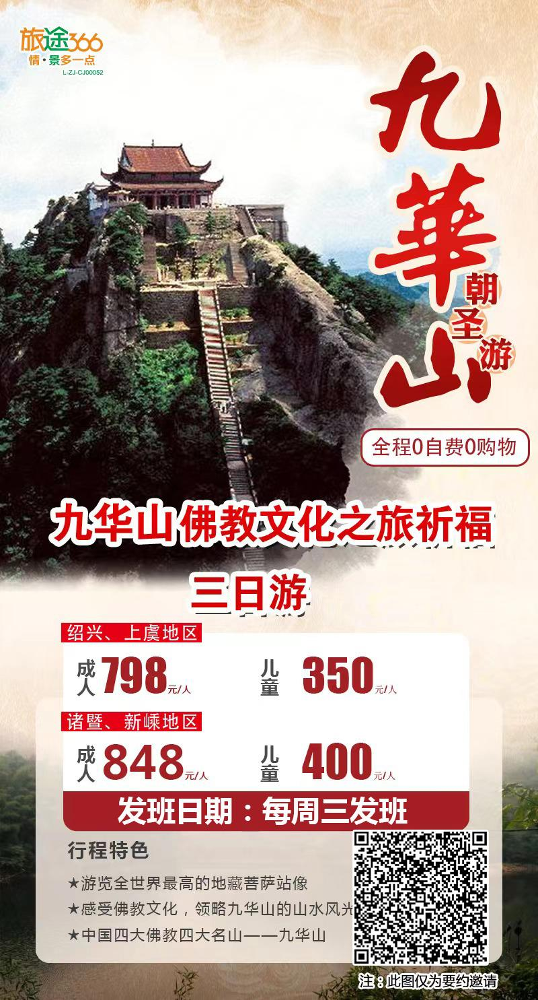 旅途366
情·景多一点
L-ZJ-CJ00052
九華山
朝圣游
全程0自费0购物
九华山佛教文化之旅祈福
三日游
绍兴、上虞地区
成人798元/人 儿童350元/人
诸暨、新嵊地区
成人848元/人 儿童400元/人
发班日期：每周三发班
行程特色
★游览全世界最高的地藏菩萨站像
★感受佛教文化，领略九华山的山水风光
★中国四大佛教四大名山——九华山
注：此图仅为要约邀请